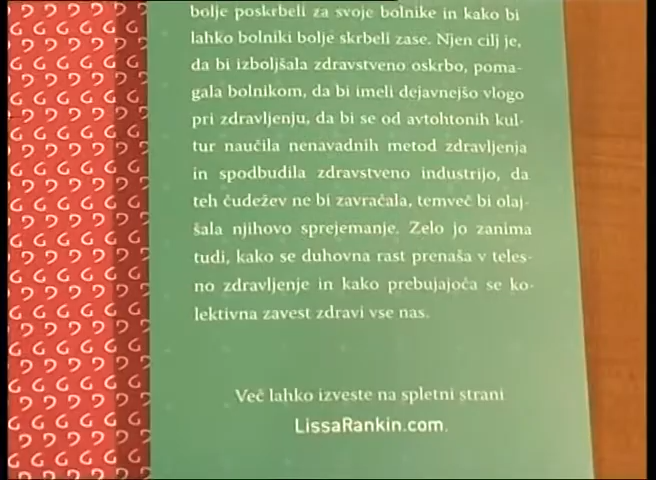 bolje poskrbeli za svoje bolnike in kako bi
lahko bolniki bolje skrbeli zase. Njen cilj je,
da bi izboljšala zdravstveno oskrbo, poma-
gala bolnikom, da bi imeli dejavnejšo vlogo
pri zdravljenju, da bi se od avtohtonih kul-
tur naučila nenavadnih metod zdravljenja
in spodbudila zdravstveno industrijo, da
teh čudežev ne bi zavračala, temveč bi olaj-
šala njihovo sprejemanje. Zelo jo zanima
tudi, kako se duhovna rast prenaša v teles-
no zdravljenje in kako prebujajoča se ko-
lektivna zavest zdravi vse nas.
Več lahko izveste na spletni strani
LissaRankin.com.